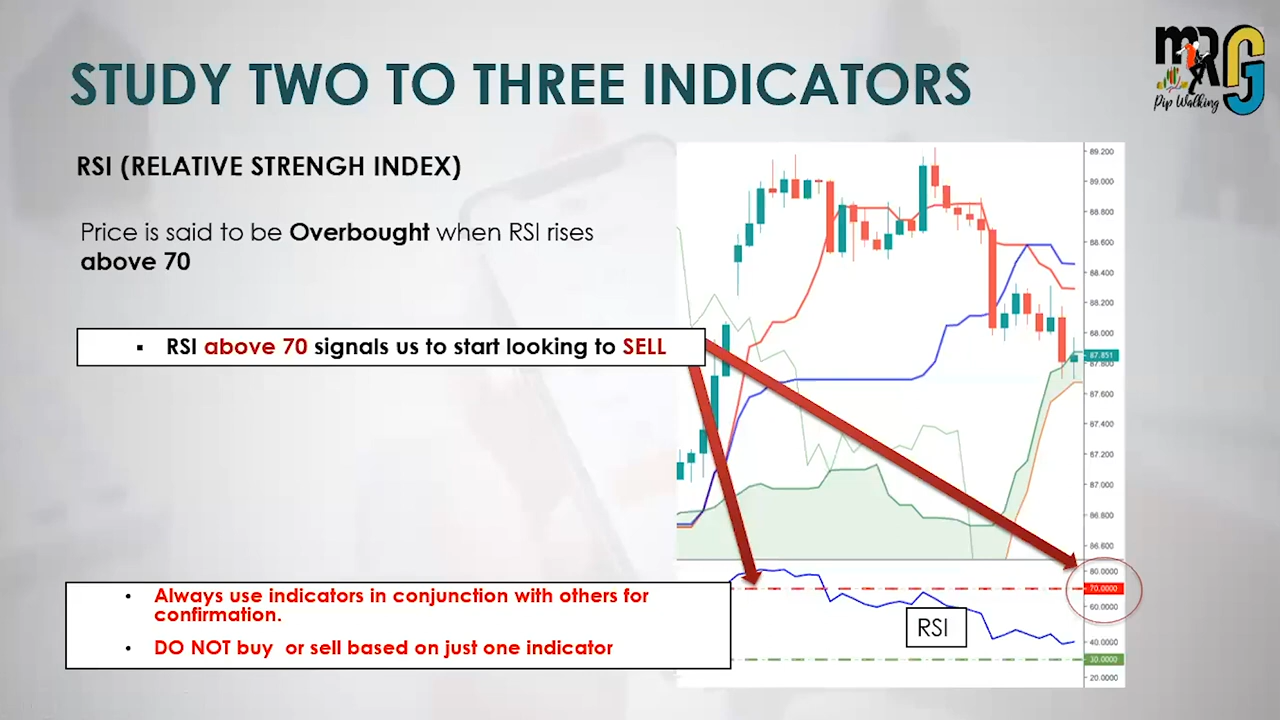 STUDY TWO TO THREE INDICATORS
MR G
Pip Walking
RSI (RELATIVE STRENGH INDEX)
Price is said to be Overbought when RSI rises
above 70
▪ RSI above 70 signals us to start looking to SELL
89.200
89.000
88.800
88.600
88.400
88.200
88.000
87.851
87.800
87.600
87.400
87.200
87.000
86.800
86.600
80.0000
70.0000
60.0000
40.0000
30.0000
20.0000
RSI
• Always use indicators in conjunction with others for
confirmation.
• DO NOT buy or sell based on just one indicator